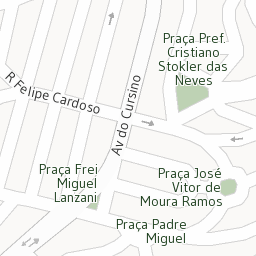 Praça Pref.
Cristiano
Stokler das
Neves
R Felipe Cardoso
Av do Cursino
Praça Frei
Miguel
Lanzani
Praça José
Vitor de
Moura Ramos
Praça Padre
Miguel